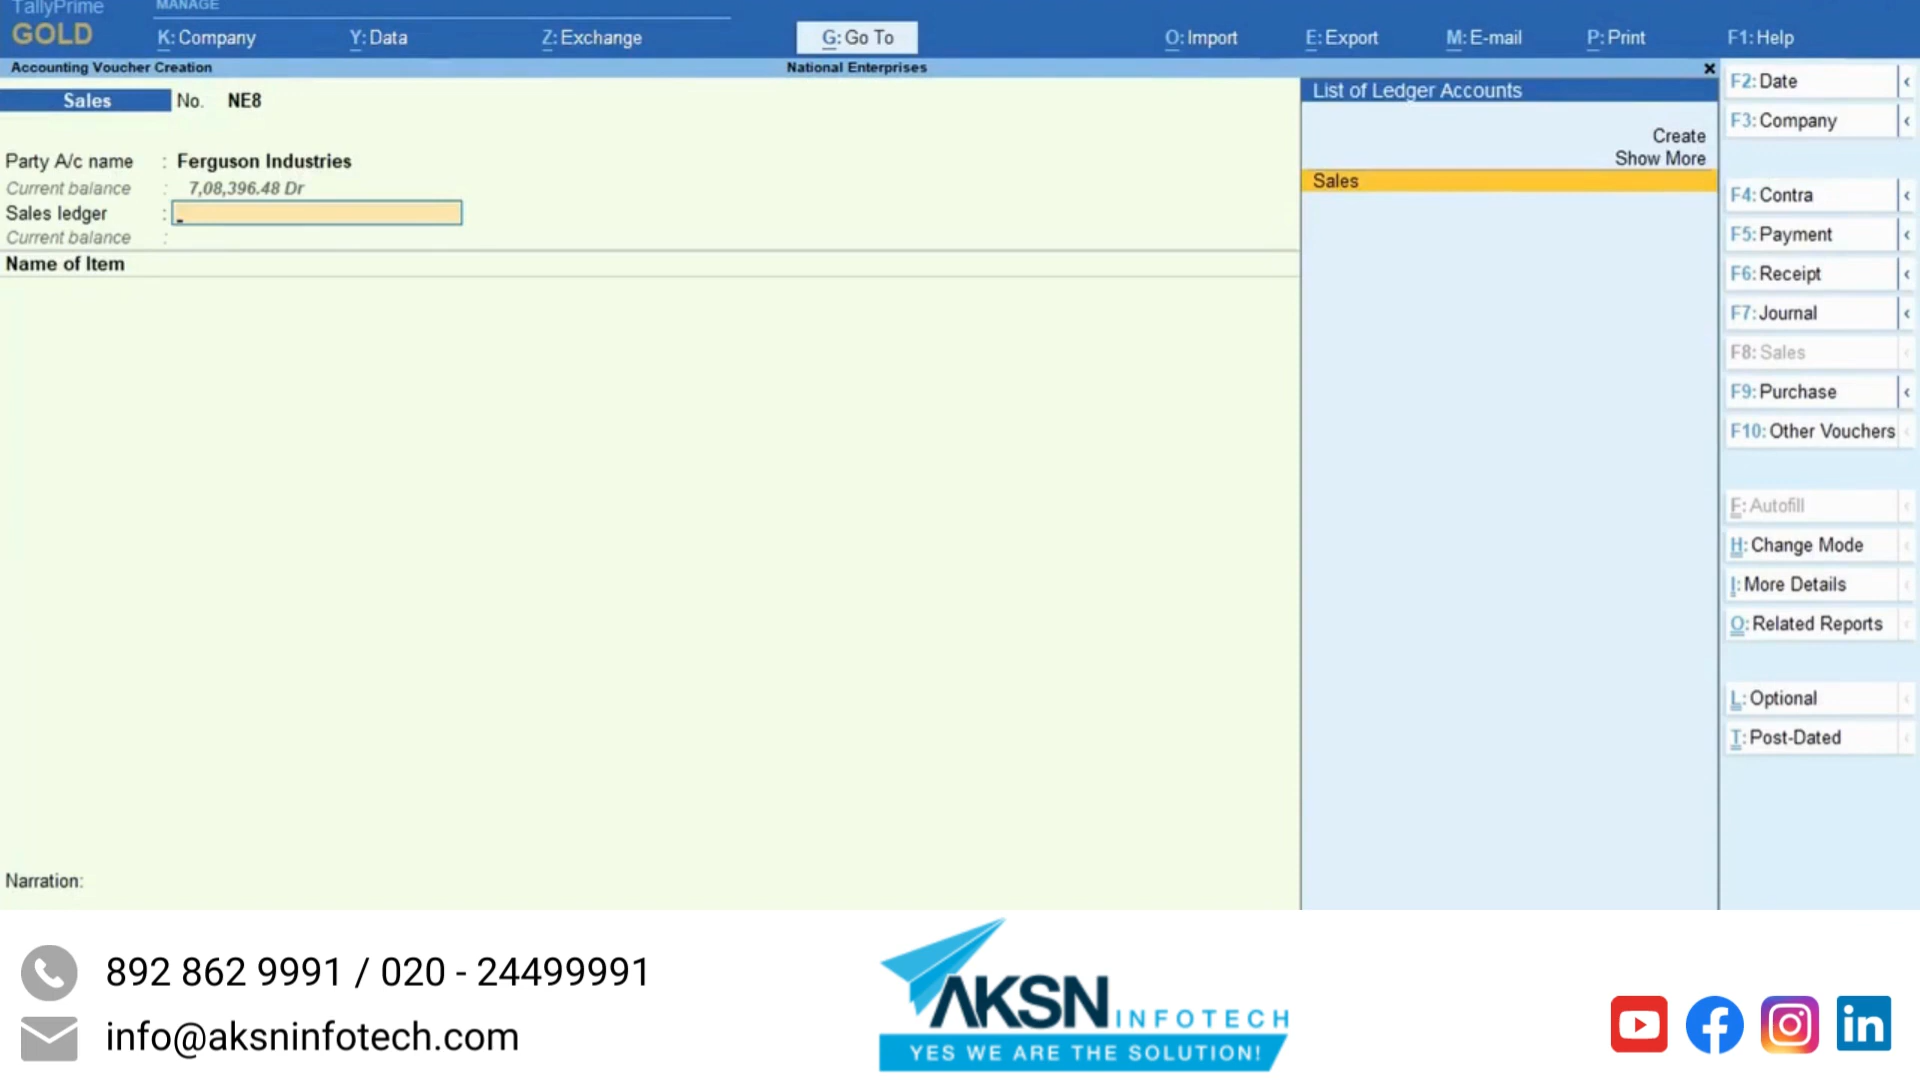 TallyPrime
GOLD
MANAGE
K: Company
Y: Data
Z: Exchange
G: Go To
O: Import
E: Export
M: E-mail
P: Print
F1: Help
Accounting Voucher Creation
National Enterprises
Sales No. NE8
Party A/c name : Ferguson Industries
Current balance : 7,08,396.48 Dr
Sales ledger :
Current balance :
Name of Item
Narration:
List of Ledger Accounts
Create
Show More
Sales
F2: Date
F3: Company
F4: Contra
F5: Payment
F6: Receipt
F7: Journal
F8: Sales
F9: Purchase
F10: Other Vouchers
F: Autofill
H: Change Mode
I: More Details
O: Related Reports
L: Optional
T: Post-Dated
892 862 9991 / 020 - 24499991
info@aksninfotech.com
AKSN INFOTECH
YES WE ARE THE SOLUTION!
in